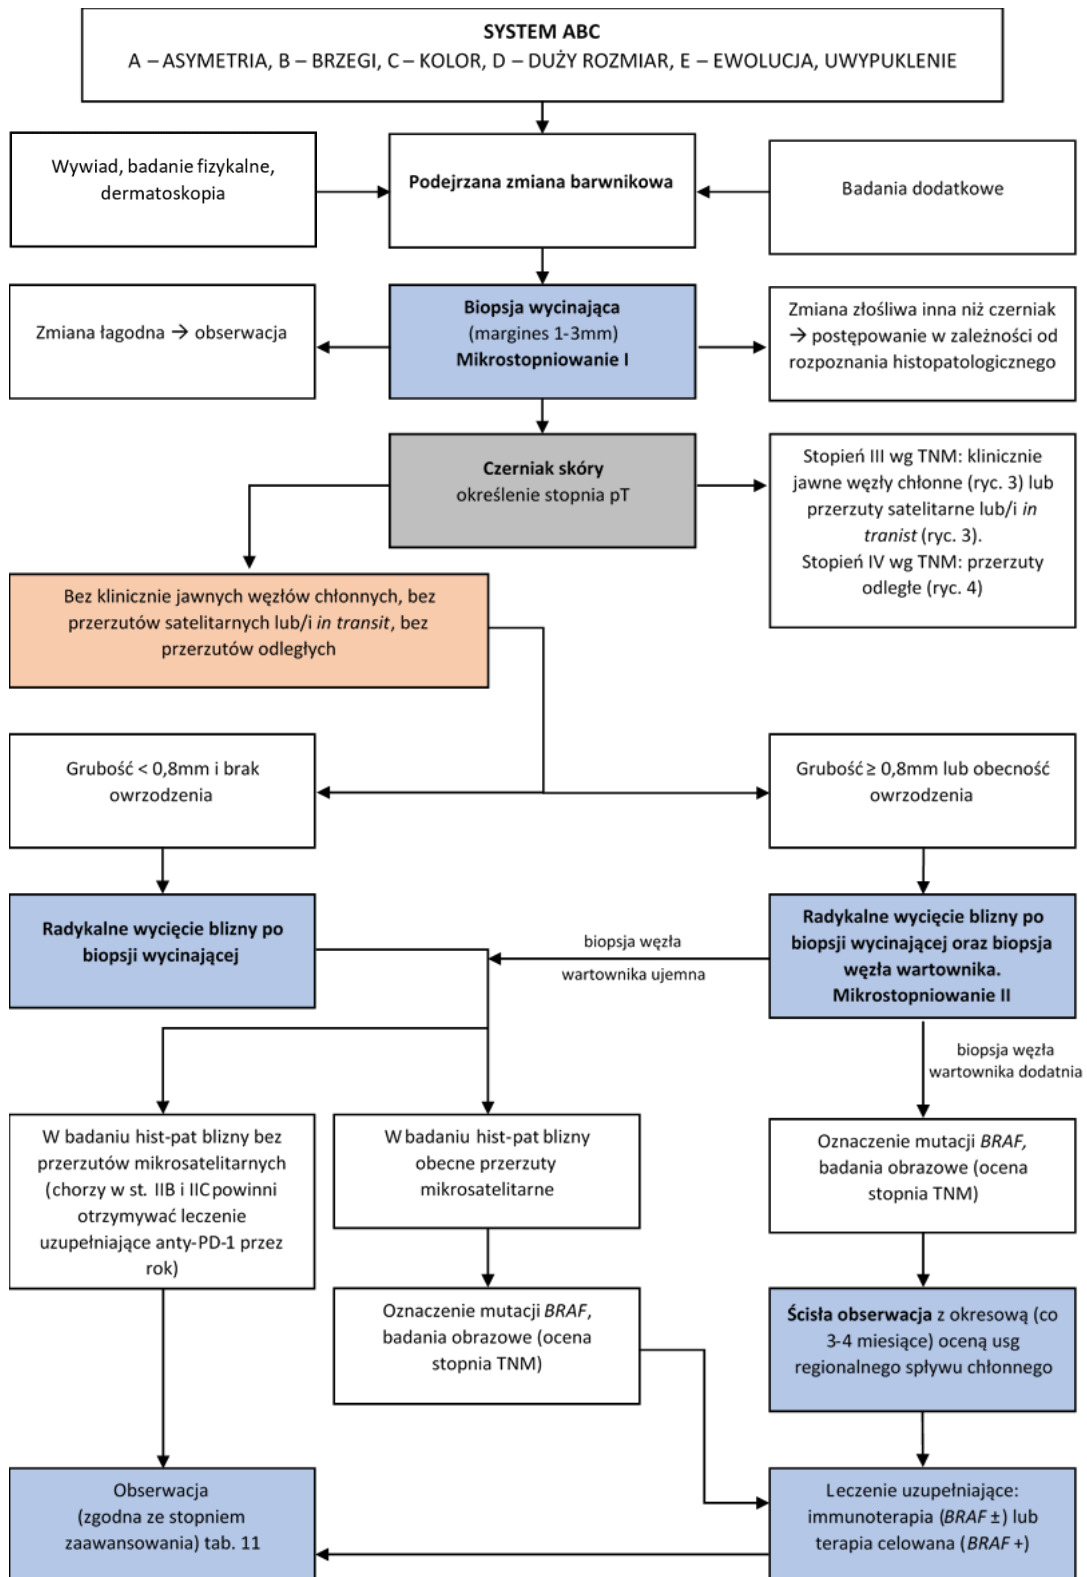 SYSTEM ABC
A – ASYMETRIA, B – BRZEGI, C – KOLOR, D – DUŻY ROZMIAR, E – EWOLUCJA, UWYPUKLENIE
Wywiad, badanie fizykalne,
dermatoskopia
Podejrzana zmiana barwnikowa
Badania dodatkowe
Zmiana łagodna → obserwacja
Biopsja wycinająca
(margines 1-3mm)
Mikrostopniowanie I
Zmiana złośliwa inna niż czerniak
→ postępowanie w zależności od
rozpoznania histopatologicznego
Czerniak skóry
określenie stopnia pT
Stopień III wg TNM: klinicznie
jawne węzły chłonne (ryc. 3) lub
przerzuty satelitarne lub/i in
tranist (ryc. 3).
Stopień IV wg TNM: przerzuty
odległe (ryc. 4)
Bez klinicznie jawnych węzłów chłonnych, bez
przerzutów satelitarnych lub/i in transit, bez
przerzutów odległych
Grubość < 0,8mm i brak
owrzodzenia
Grubość ≥ 0,8mm lub obecność
owrzodzenia
Radykalne wycięcie blizny po
biopsji wycinającej
biopsja węzła
wartownika ujemna
Radykalne wycięcie blizny po
biopsji wycinającej oraz biopsja
węzła wartownika.
Mikrostopniowanie II
biopsja węzła
wartownika dodatnia
W badaniu hist-pat blizny bez
przerzutów mikrosatelitarnych
(chorzy w st. IIB i IIC powinni
otrzymywać leczenie
uzupełniające anty-PD-1 przez
rok)
W badaniu hist-pat blizny
obecne przerzuty
mikrosatelitarne
Oznaczenie mutacji BRAF,
badania obrazowe (ocena
stopnia TNM)
Oznaczenie mutacji BRAF,
badania obrazowe (ocena
stopnia TNM)
Ścisła obserwacja z okresową (co
3-4 miesiące) oceną usg
regionalnego spływu chłonnego
Obserwacja
(zgodna ze stopniem
zaawansowania) tab. 11
Leczenie uzupełniające:
immunoterapia (BRAF ±) lub
terapia celowana (BRAF +)